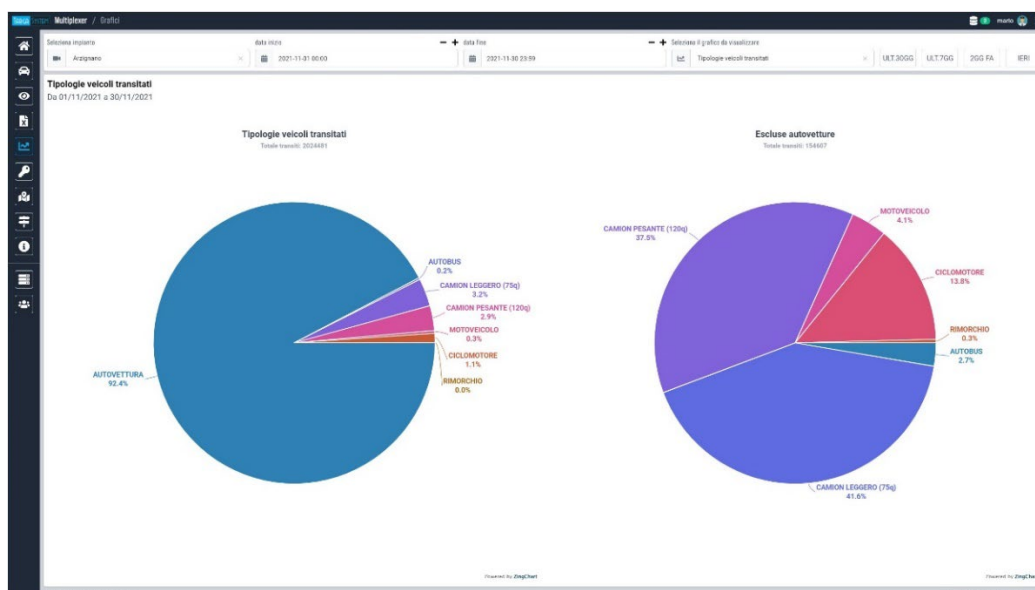 Multiplexer / Grafici
mario
Seleziona impianto
data inizio
data fine
Seleziona il grafico da visualizzare
Arzignano
2021-11-01 00:00
2021-11-30 23:59
Tipologie veicoli transitati
ULT.30GG
ULT.7GG
2GG FA
IERI
Tipologie veicoli transitati
Da 01/11/2021 a 30/11/2021
Tipologie veicoli transitati
Totale transiti: 2024481
AUTOBUS
0.2%
CAMION LEGGERO (75q)
3.2%
CAMION PESANTE (120q)
2.9%
MOTOVEICOLO
0.3%
CICLOMOTORE
1.1%
RIMORCHIO
0.0%
AUTOVETTURA
92.4%
Escluse autovetture
Totale transiti: 154407
CAMION PESANTE (120q)
37.5%
MOTOVEICOLO
4.1%
CICLOMOTORE
13.8%
RIMORCHIO
0.3%
AUTOBUS
2.7%
CAMION LEGGERO (75q)
41.6%
Powered by ZingChart
Powered by ZingCha